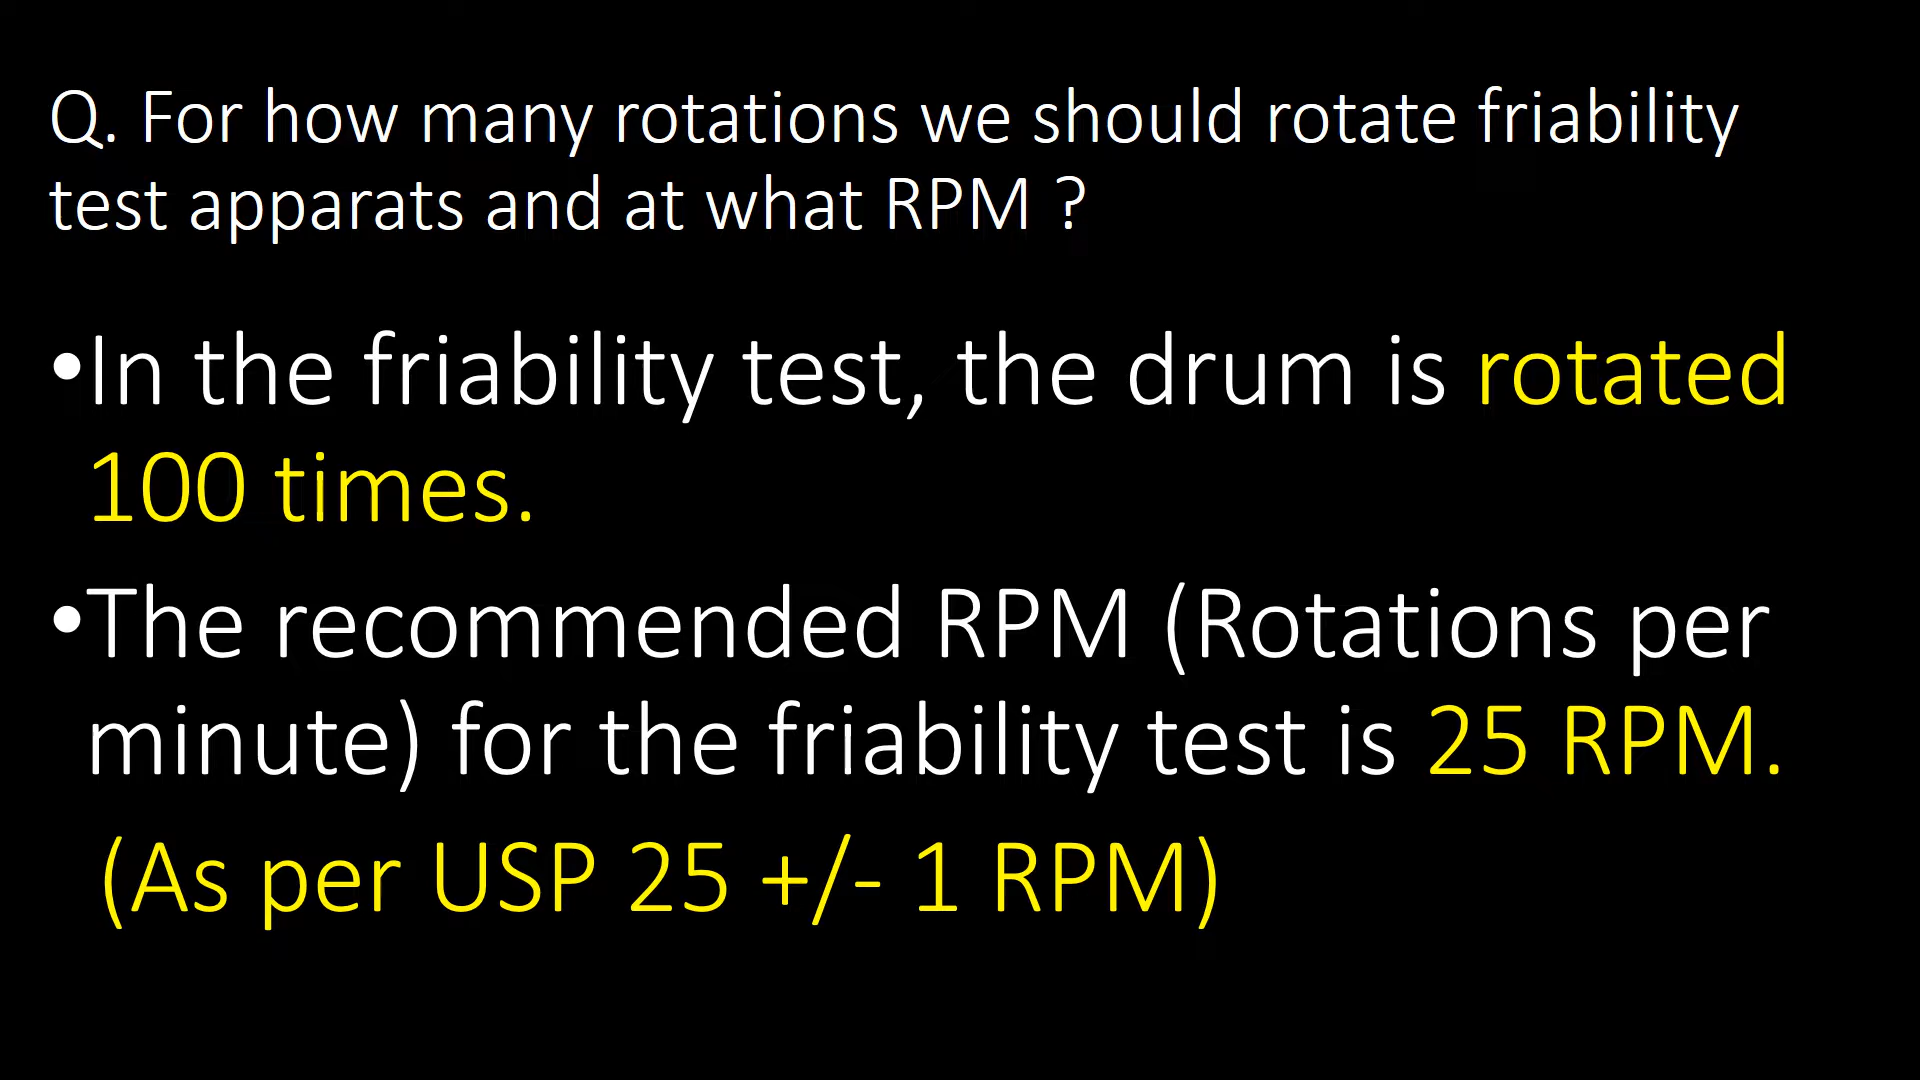 Q. For how many rotations we should rotate friability
test apparats and at what RPM ?
•In the friability test, the drum is rotated
100 times.
•The recommended RPM (Rotations per
minute) for the friability test is 25 RPM.
(As per USP 25 +/- 1 RPM)